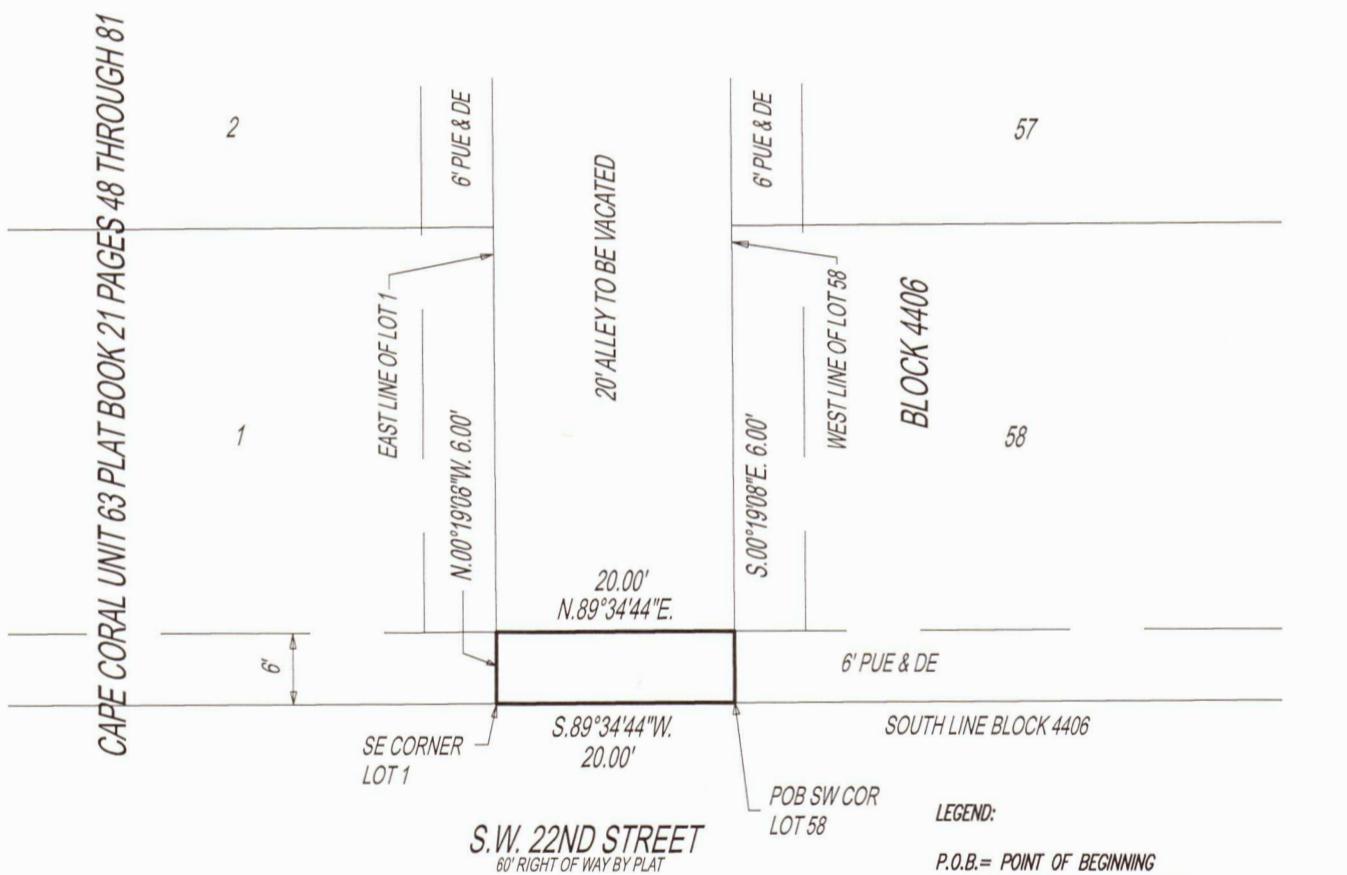 CAPE CORAL UNIT 63 PLAT BOOK 21 PAGES 48 THROUGH 81
2
6' PUE & DE
20' ALLEY TO BE VACATED
6' PUE & DE
57
EAST LINE OF LOT 1
WEST LINE OF LOT 58
BLOCK 4406
1
N.00°19'08"W. 6.00'
S.00°19'08"E. 6.00'
58
20.00'
N.89°34'44"E.
6'
6' PUE & DE
SE CORNER
LOT 1
S.89°34'44"W.
20.00'
SOUTH LINE BLOCK 4406
POB SW COR
LOT 58
LEGEND:
S.W. 22ND STREET
60' RIGHT OF WAY BY PLAT
P.O.B.= POINT OF BEGINNING